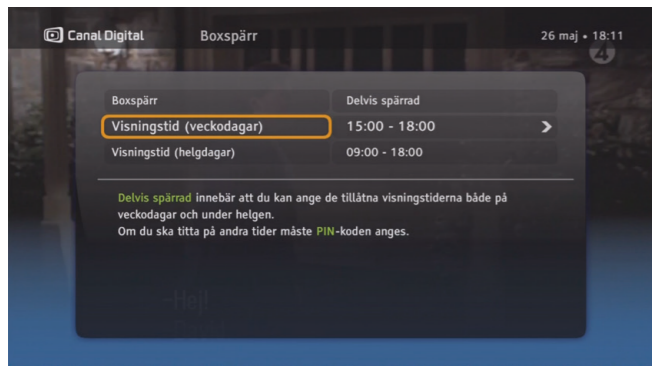 Canal Digital Boxspärr 26 maj • 18:11
4
Boxspärr Delvis spärrad
Visningstid (veckodagar) 15:00 - 18:00
Visningstid (helgdagar) 09:00 - 18:00
Delvis spärrad innebär att du kan ange de tillåtna visningstiderna både på
veckodagar och under helgen.
Om du ska titta på andra tider måste PIN-koden anges.
-Hej!